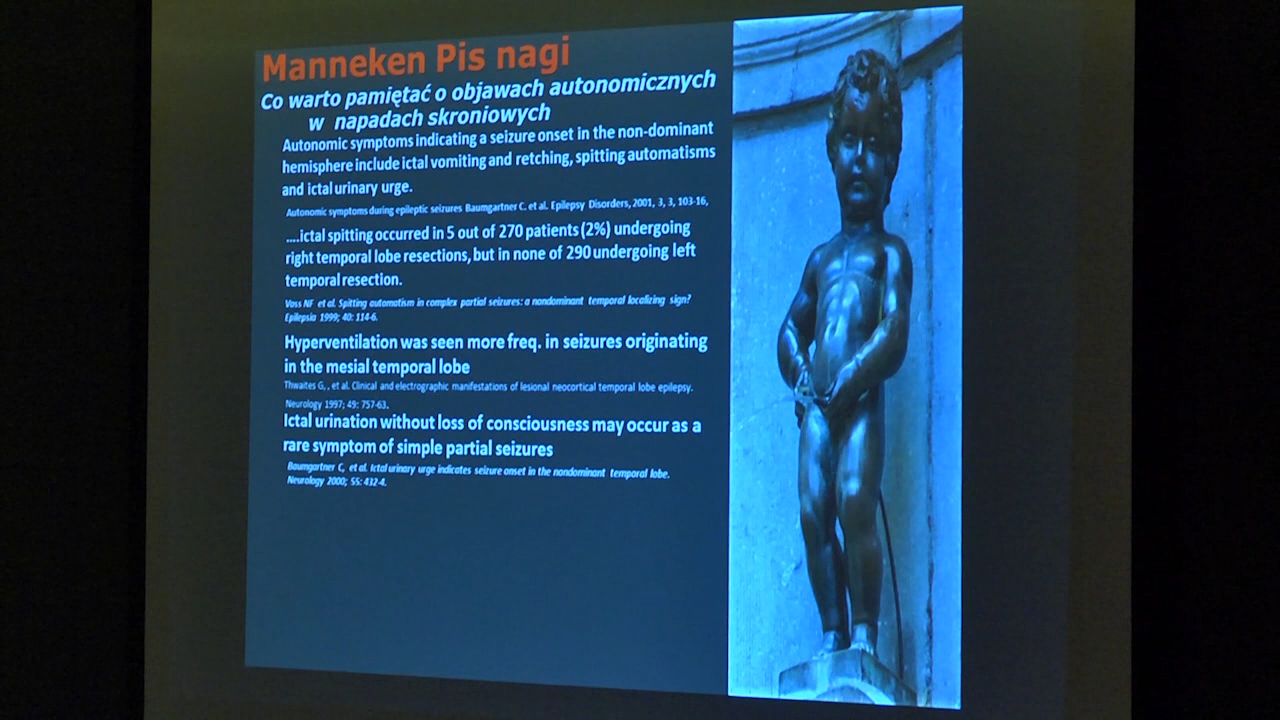 Manneken Pis nagi
Co warto pamiętać o objawach autonomicznych
w napadach skroniowych
Autonomic symptoms indicating a seizure onset in the non-dominant
hemisphere include ictal vomiting and retching, spitting automatisms
and ictal urinary urge.
Autonomic symptoms during epileptic seizures Baumgartner C. et al. Epilepsy Disorders, 2001, 3, 3, 103-16,
....ictal spitting occurred in 5 out of 270 patients (2%) undergoing
right temporal lobe resections, but in none of 290 undergoing left
temporal resection.
Voss NF et al. Spitting automatism in complex partial seizures: a nondominant temporal localizing sign?
Epilepsia 1999; 40: 114-6.
Hyperventilation was seen more freq. in seizures originating
in the mesial temporal lobe
Thwaites G,, et al. Clinical and electrographic manifestations of lesional neocortical temporal lobe epilepsy.
Neurology 1997; 49: 757-63.
Ictal urination without loss of consciousness may occur as a
rare symptom of simple partial seizures
Baumgartner C, et al. Ictal urinary urge indicates seizure onset in the nondominant temporal lobe.
Neurology 2000; 55: 432-4.